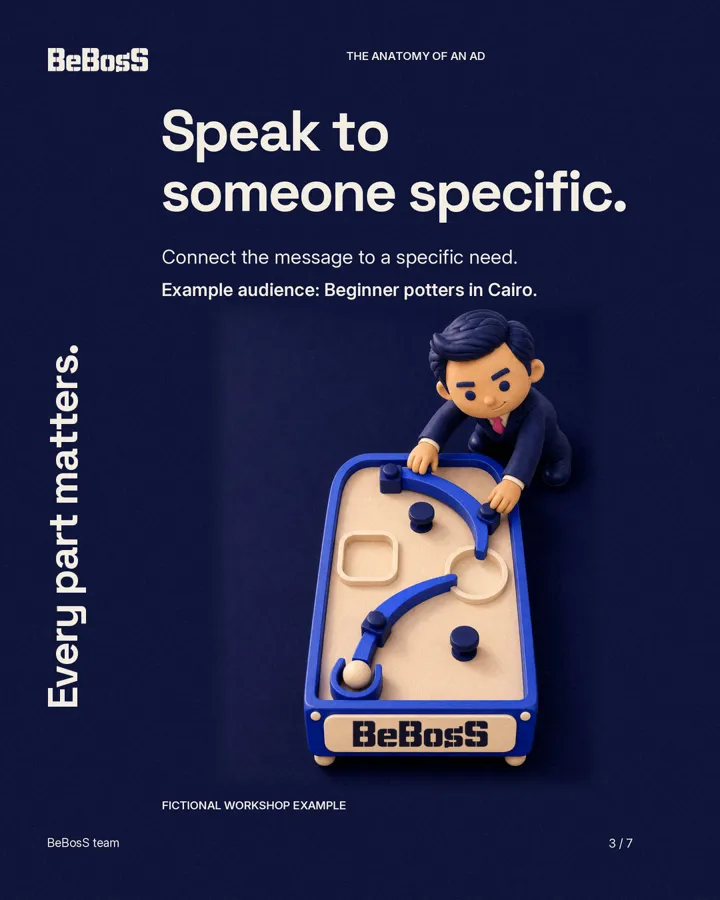 BeBosS
THE ANATOMY OF AN AD
Speak to
someone specific.
Connect the message to a specific need.
Example audience: Beginner potters in Cairo.
Every part matters.
BeBosS
FICTIONAL WORKSHOP EXAMPLE
BeBosS team
3 / 7